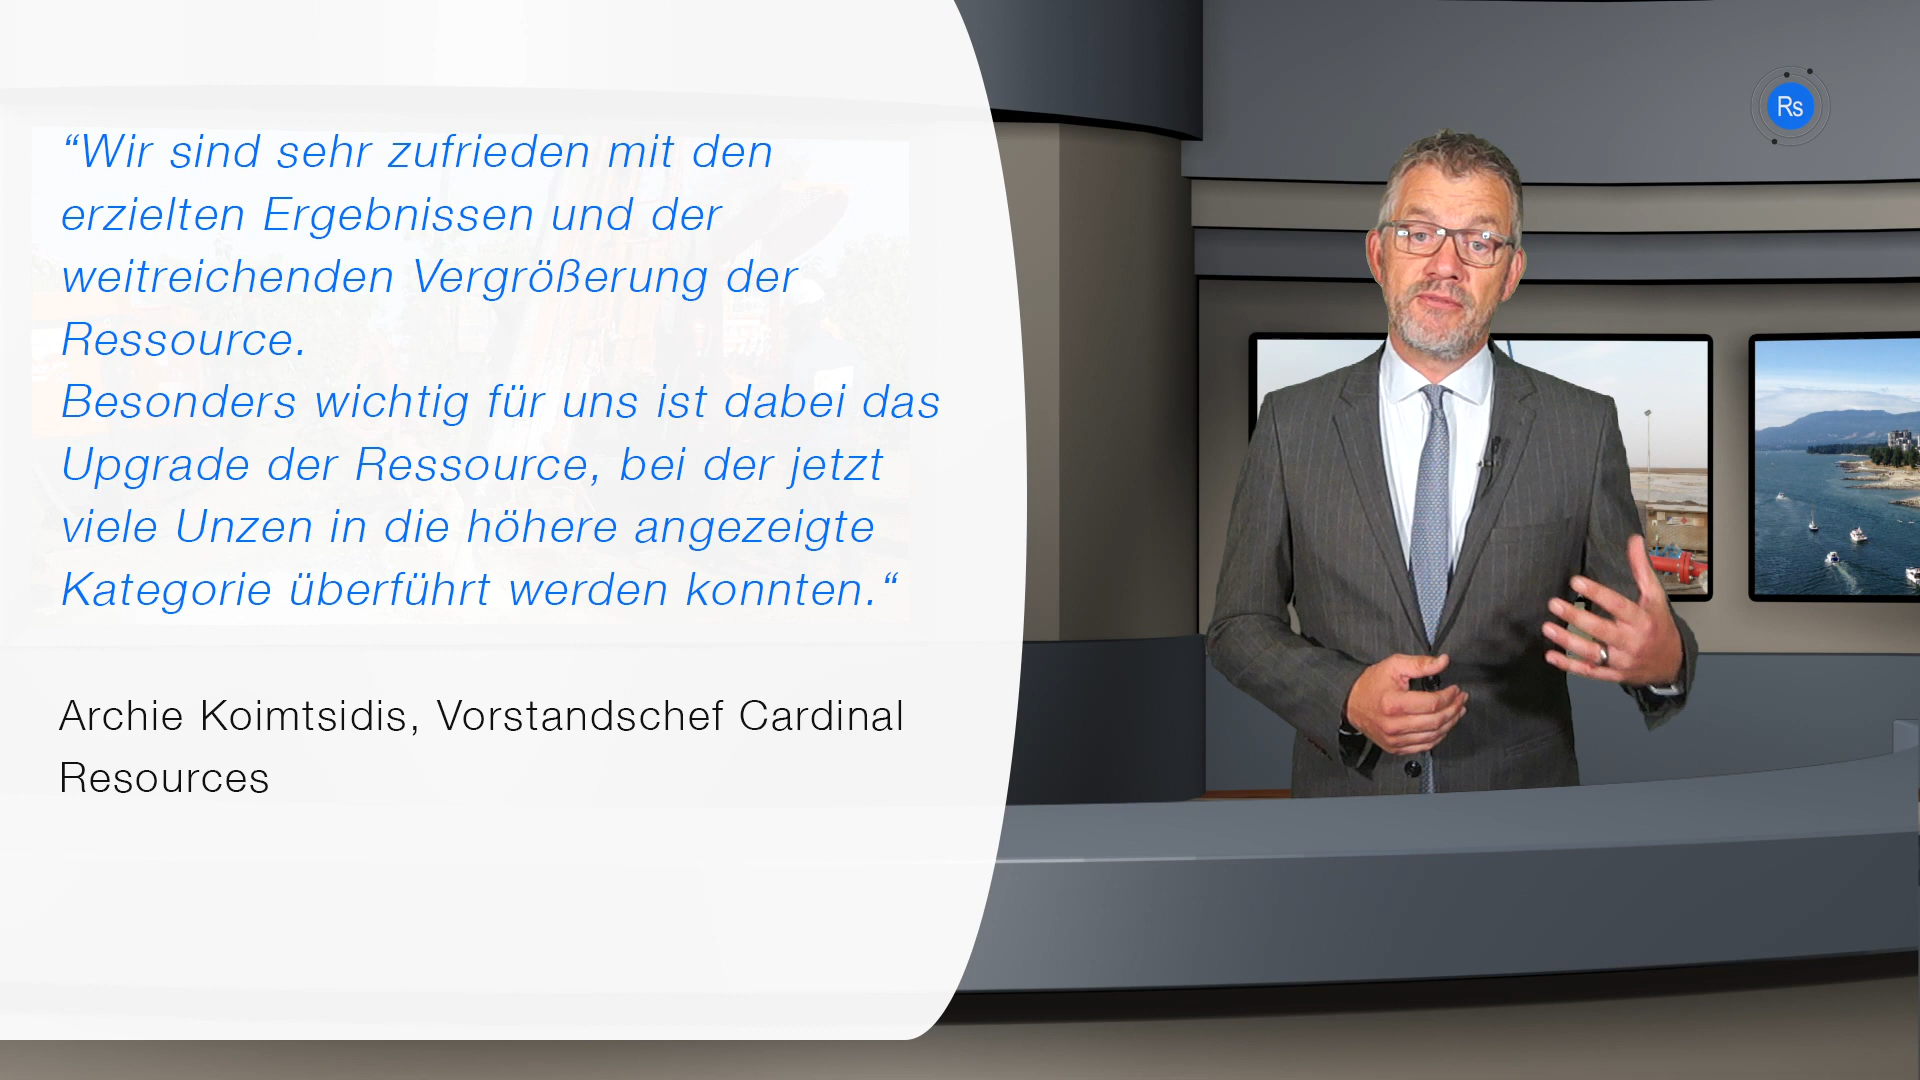 “Wir sind sehr zufrieden mit den
erzielten Ergebnissen und der
weitreichenden Vergrößerung der
Ressource.
Besonders wichtig für uns ist dabei das
Upgrade der Ressource, bei der jetzt
viele Unzen in die höhere angezeigte
Kategorie überführt werden konnten.“
Archie Koimtsidis, Vorstandschef Cardinal
Resources
Rs